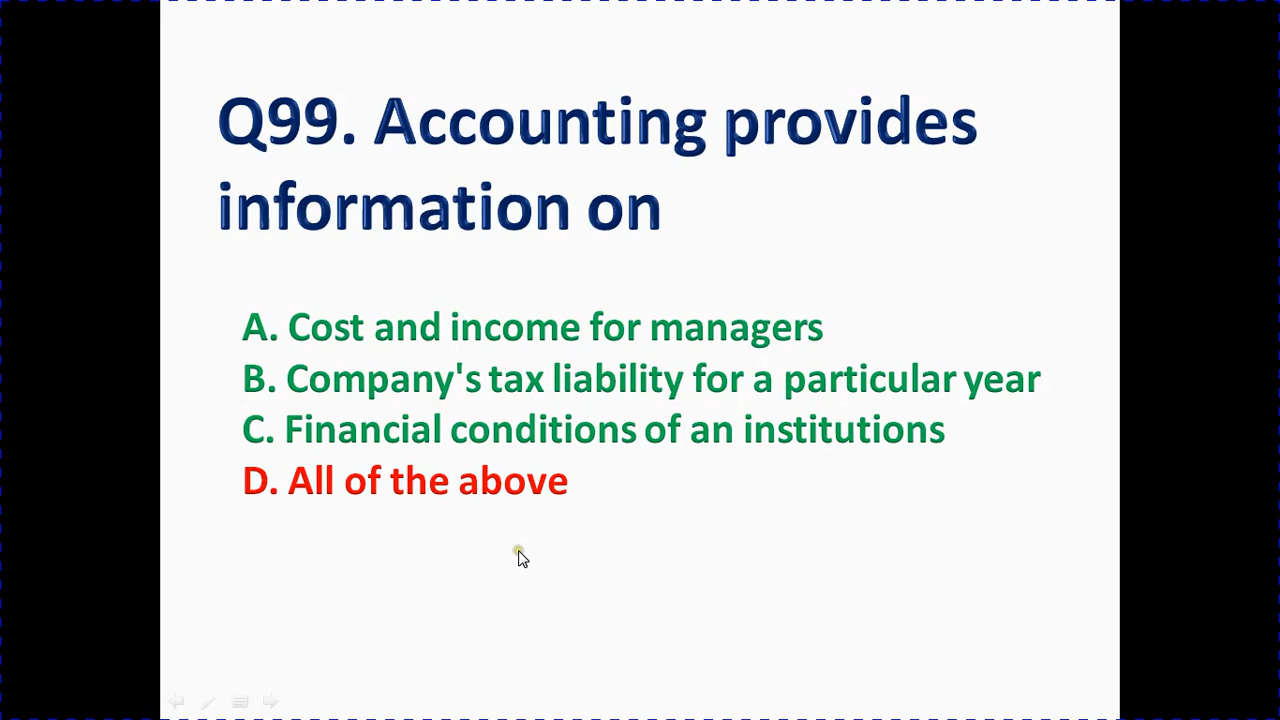 Q99. Accounting provides
information on
A. Cost and income for managers
B. Company's tax liability for a particular year
C. Financial conditions of an institutions
D. All of the above